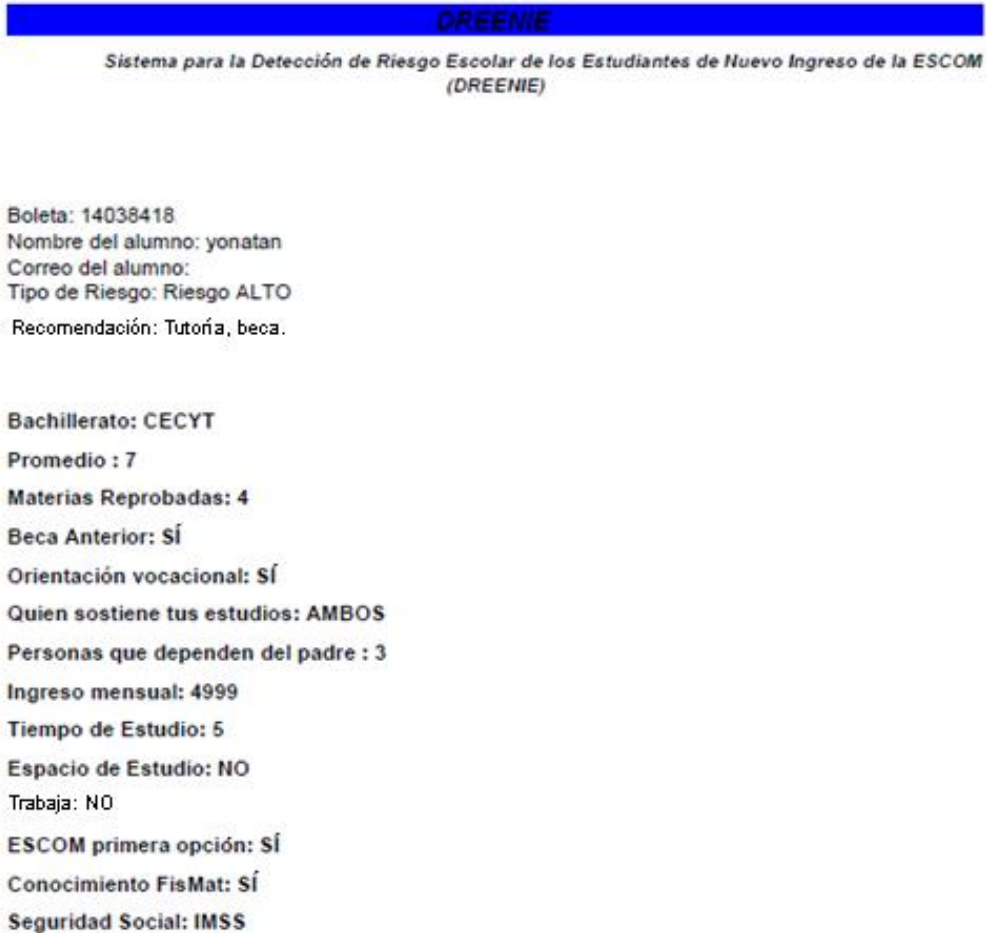 DREENIE
Sistema para la Detección de Riesgo Escolar de los Estudiantes de Nuevo Ingreso de la ESCOM
(DREENIE)
Boleta: 14038418
Nombre del alumno: yonatan
Correo del alumno:
Tipo de Riesgo: Riesgo ALTO
Recomendación: Tutoría, beca.
Bachillerato: CECYT
Promedio : 7
Materias Reprobadas: 4
Beca Anterior: SÍ
Orientación vocacional: SÍ
Quien sostiene tus estudios: AMBOS
Personas que dependen del padre : 3
Ingreso mensual: 4999
Tiempo de Estudio: 5
Espacio de Estudio: NO
Trabaja: NO
ESCOM primera opción: SÍ
Conocimiento FisMat: SÍ
Seguridad Social: IMSS